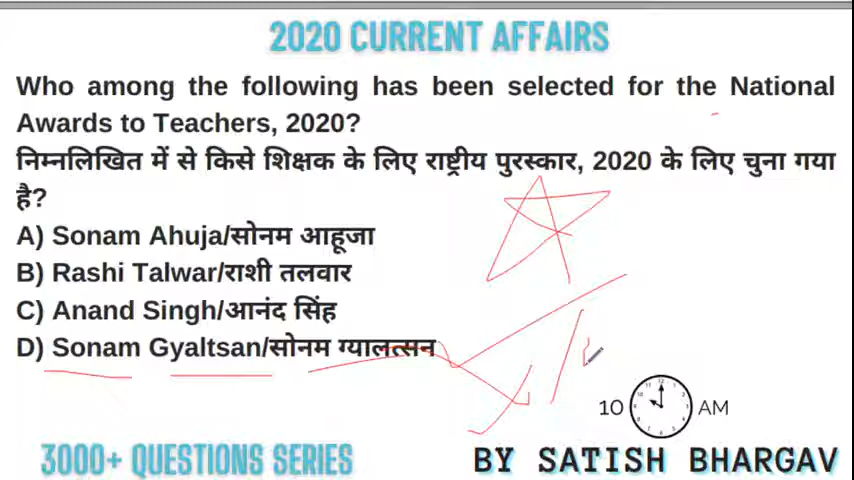 2020 CURRENT AFFAIRS
Who among the following has been selected for the National
Awards to Teachers, 2020?
निम्नलिखित में से किसे शिक्षक के लिए राष्ट्रीय पुरस्कार, 2020 के लिए चुना गया
है?
A) Sonam Ahuja/सोनम आहूजा
B) Rashi Talwar/राशी तलवार
C) Anand Singh/आनंद सिंह
D) Sonam Gyaltsan/सोनम ग्यालत्सन
10 AM
3000+ QUESTIONS SERIES
BY SATISH BHARGAV